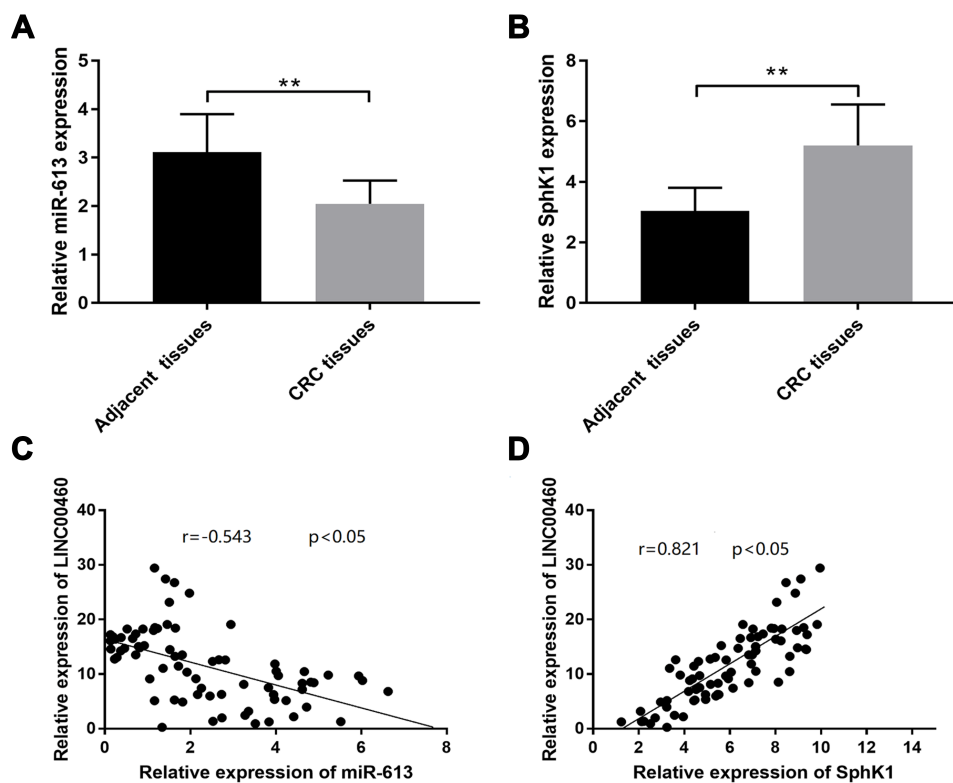 A
Relative miR-613 expression
5
4
3
2
1
0
**
Adjacent tissues
CRC tissues
B
Relative SphK1 expression
8
6
4
2
0
**
Adjacent tissues
CRC tissues
C
Relative expression of LINC00460
40
30
20
10
0
r=-0.543 p<0.05
0 2 4 6 8
Relative expression of miR-613
D
Relative expression of LINC00460
40
30
20
10
0
r=0.821 p<0.05
0 2 4 6 8 10 12 14
Relative expression of SphK1